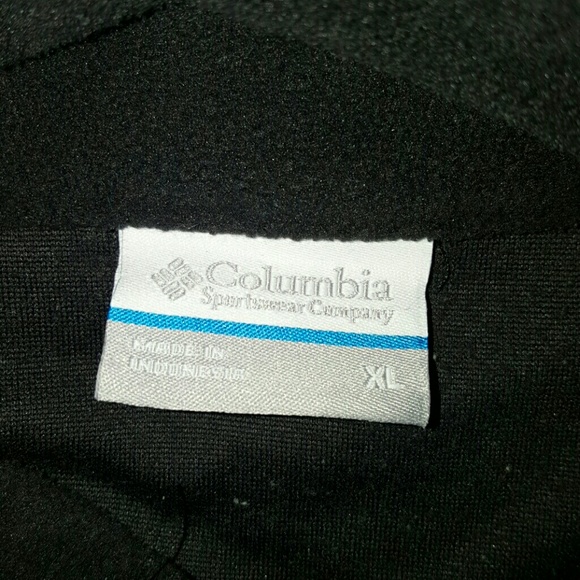 Columbia
Sportswear Company
MADE IN
INDONESIA
XL